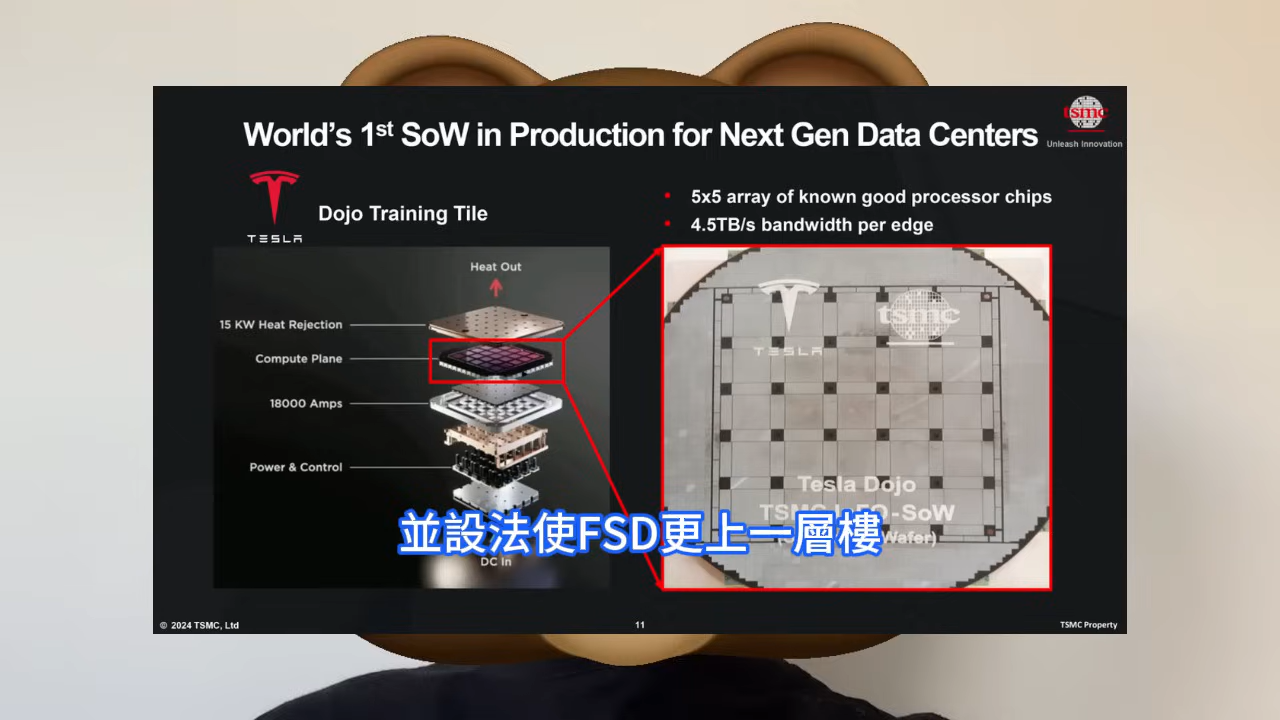 World's 1st SoW in Production for Next Gen Data Centers
tsmc
Unleash Innovation
TESLA
Dojo Training Tile
• 5x5 array of known good processor chips
• 4.5TB/s bandwidth per edge
Heat Out
15 KW Heat Rejection
Compute Plane
18000 Amps
Power & Control
DC In
TESLA
tsmc
Tesla Dojo
TSMC
-SoW
Wafer)
並設法使FSD更上一層樓
© 2024 TSMC, Ltd
11
TSMC Property